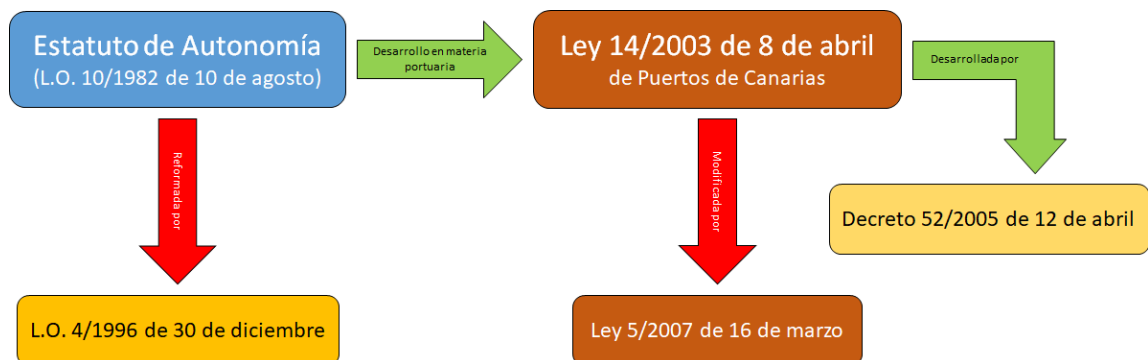 Estatuto de Autonomía
(L.O. 10/1982 de 10 de agosto)
Desarrollo en materia
portuaria
Ley 14/2003 de 8 de abril
de Puertos de Canarias
Desarrollada por
Reformada por
Modificada por
Decreto 52/2005 de 12 de abril
L.O. 4/1996 de 30 de diciembre
Ley 5/2007 de 16 de marzo